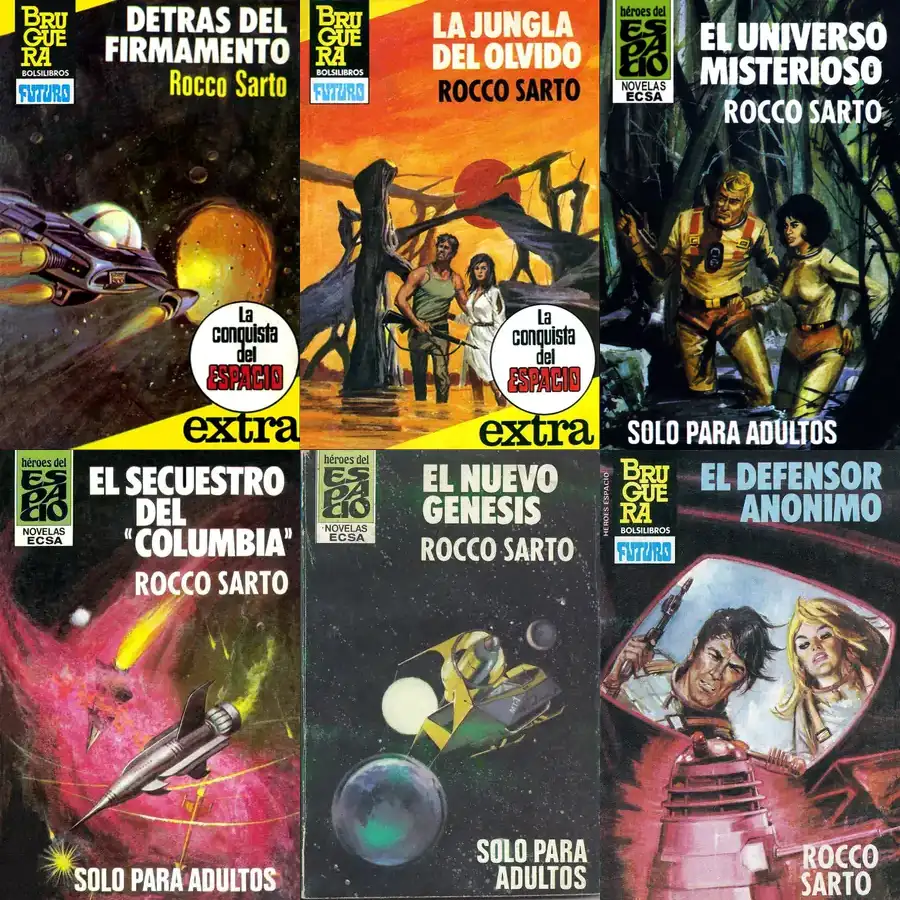 BRU
GUE
RA
BOLSILIBROS
FUTURO
DETRAS DEL
FIRMAMENTO
Rocco Sarto
La
conquista
del
ESPACIO
extra
BRU
GUE
RA
BOLSILIBROS
FUTURO
LA JUNGLA
DEL OLVIDO
ROCCO SARTO
La
conquista
del
ESPACIO
extra
héroes del
ESPACIO
NOVELAS
ECSA
EL UNIVERSO
MISTERIOSO
ROCCO SARTO
SOLO PARA ADULTOS
héroes del
ESPACIO
NOVELAS
ECSA
EL SECUESTRO
DEL
"COLUMBIA"
ROCCO SARTO
SOLO PARA ADULTOS
héroes del
ESPACIO
NOVELAS
ECSA
EL NUEVO
GENESIS
ROCCO SARTO
SOLO PARA
ADULTOS
HEROES ESPACIO
BRU
GUE
RA
BOLSILIBROS
FUTURO
EL DEFENSOR
ANONIMO
ROCCO
SARTO